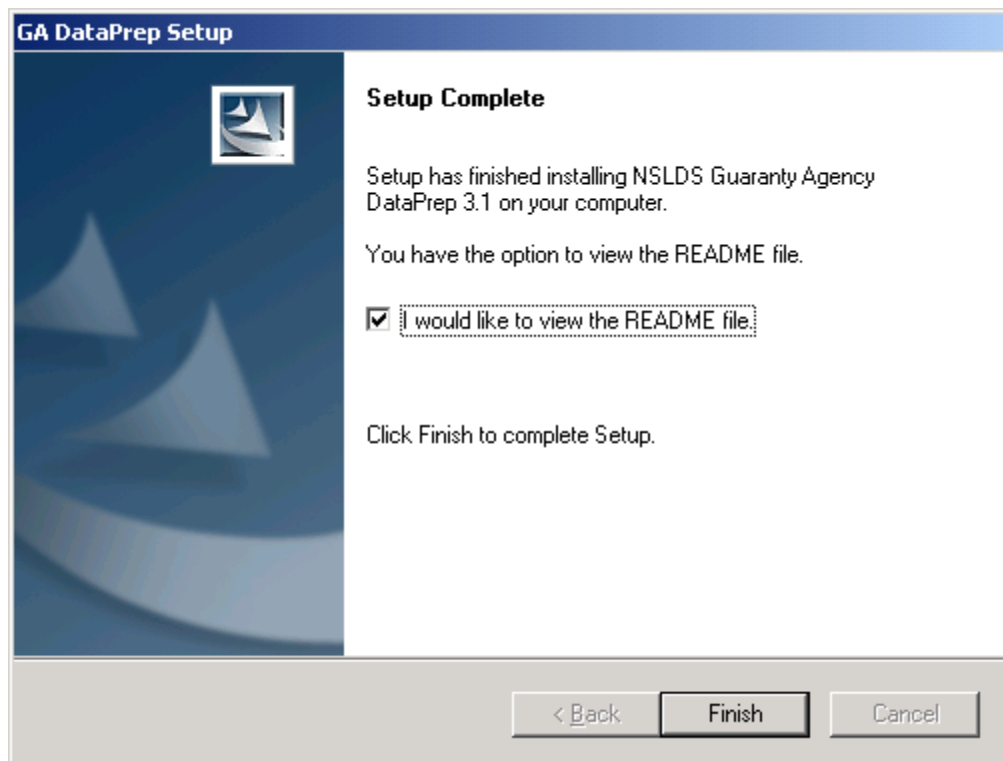 GA DataPrep Setup
Setup Complete
Setup has finished installing NSLDS Guaranty Agency
DataPrep 3.1 on your computer.
You have the option to view the README file.
I would like to view the README file.
Click Finish to complete Setup.
< Back Finish Cancel